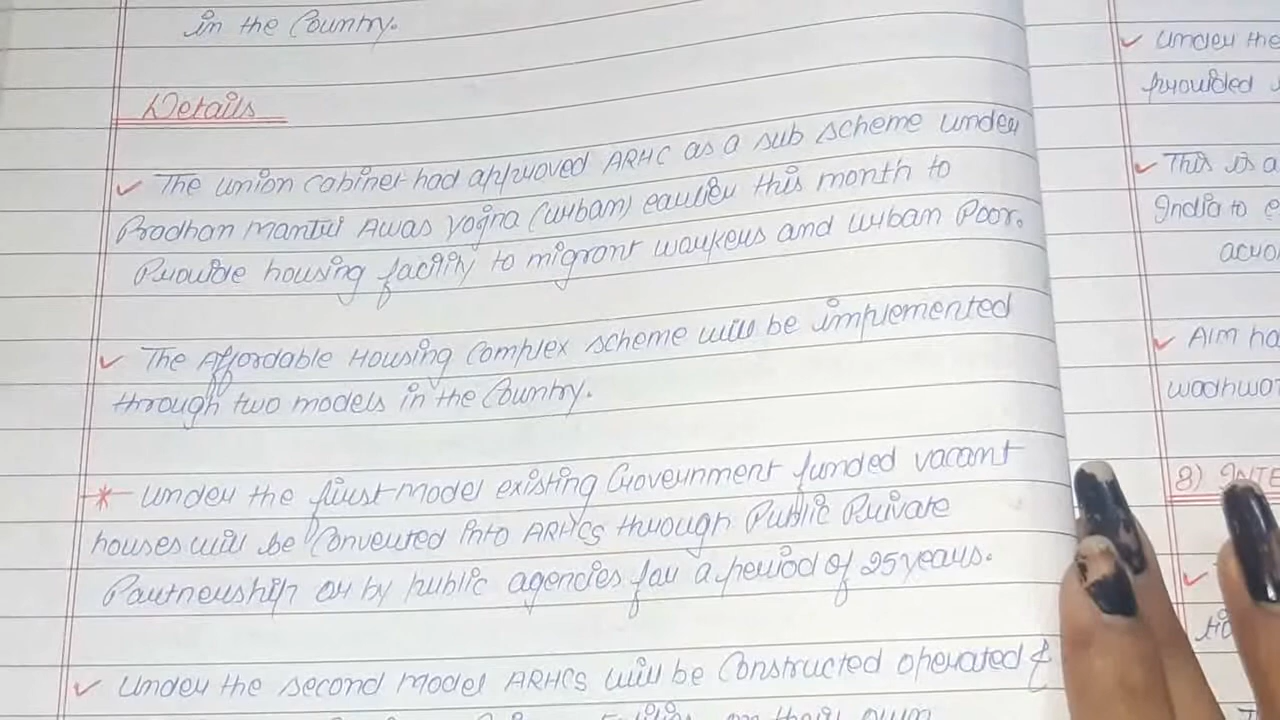 in the Country.
Details
✓ The union cabinet had approved ARHC as a sub scheme under
Pradhan mantri Awas yojna (urban) earlier this month to
Provide housing facility to migrant workers and urban Poor.
✓ The Affordable Housing Complex scheme will be implemented
through two models in the Country.
* under the first model existing Government funded vacant
houses will be Converted into ARHCs through Public Private
Partnership or by public agencies for a period of 25 years.
✓ under the second model ARHCs will be Constructed operated &
on their own
✓ under the
provided
✓ This is a
India to
✓ Aim
8) INTE
✓